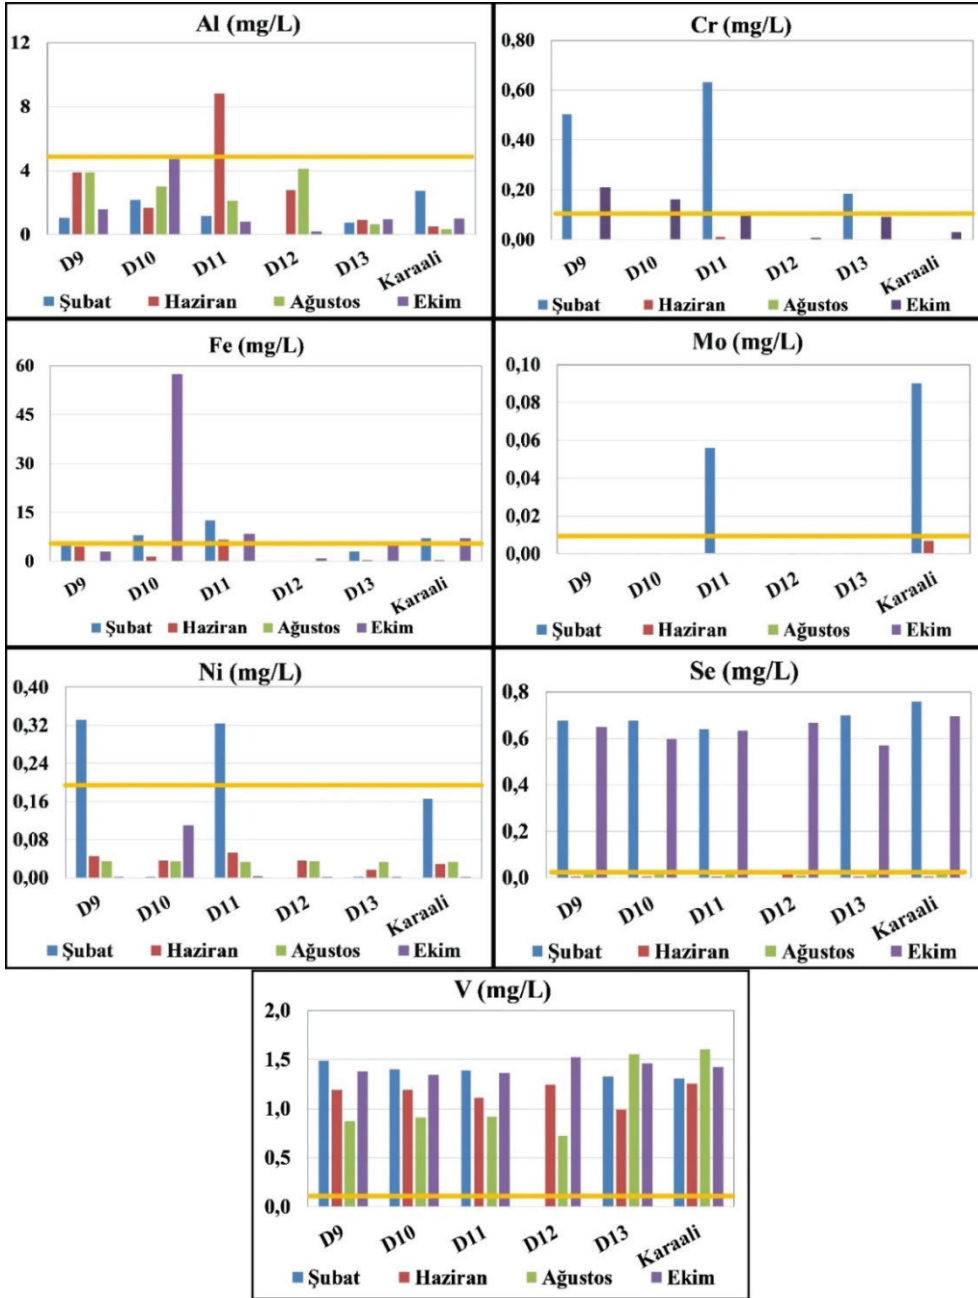 Al (mg/L)
12
8
4
0
D9 D10 D11 D12 D13 Karaali
Şubat Haziran Ağustos Ekim
Cr (mg/L)
0,80
0,60
0,40
0,20
0,00
D9 D10 D11 D12 D13 Karaali
Şubat Haziran Ağustos Ekim
Fe (mg/L)
60
45
30
15
0
D9 D10 D11 D12 D13 Karaali
Şubat Haziran Ağustos Ekim
Mo (mg/L)
0,10
0,08
0,06
0,04
0,02
0,00
D9 D10 D11 D12 D13 Karaali
Şubat Haziran Ağustos Ekim
Ni (mg/L)
0,40
0,32
0,24
0,16
0,08
0,00
D9 D10 D11 D12 D13 Karaali
Şubat Haziran Ağustos Ekim
Se (mg/L)
0,8
0,6
0,4
0,2
0,0
D9 D10 D11 D12 D13 Karaali
Şubat Haziran Ağustos Ekim
V (mg/L)
2,0
1,5
1,0
0,5
0,0
D9 D10 D11 D12 D13 Karaali
Şubat Haziran Ağustos Ekim